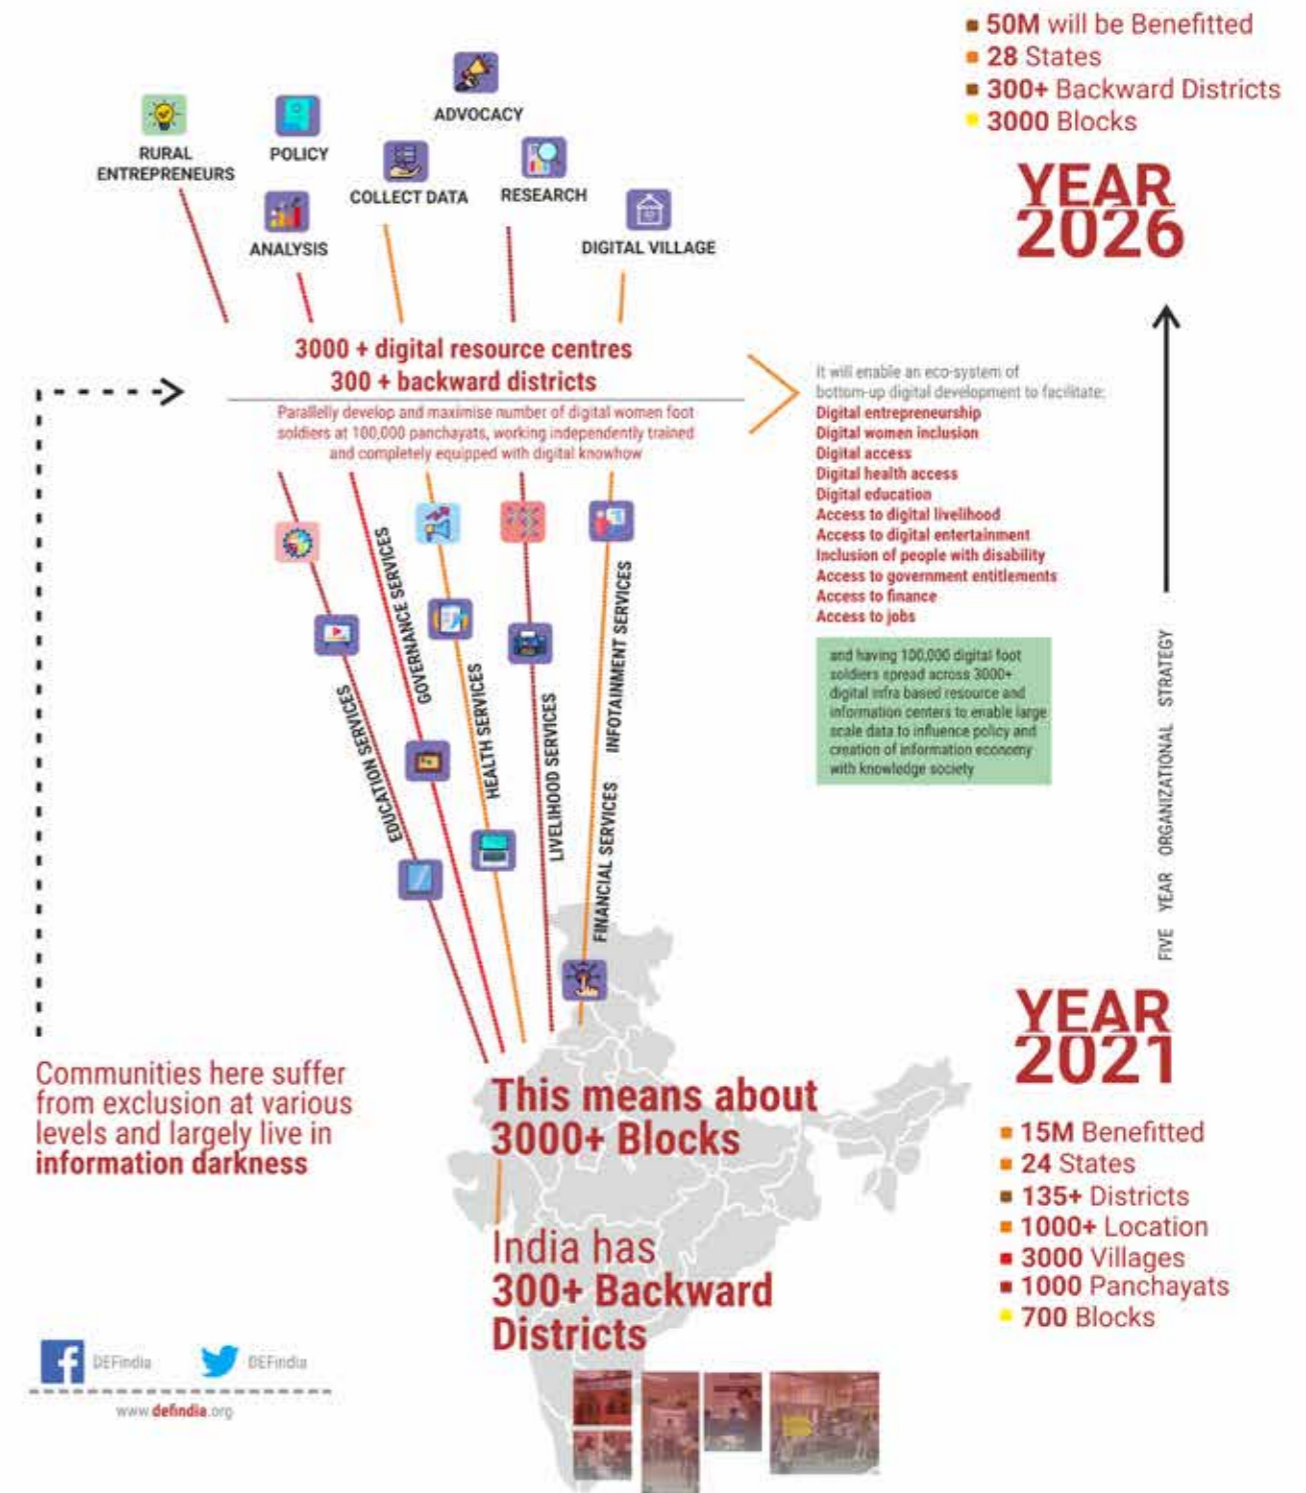 50M will be Benefitted
28 States
300+ Backward Districts
3000 Blocks
YEAR
2026
ADVOCACY
RURAL
ENTREPRENEURS
POLICY
COLLECT DATA
RESEARCH
ANALYSIS
DIGITAL VILLAGE
3000 + digital resource centres
300 + backward districts
Parallelly develop and maximise number of digital women foot
soldiers at 100,000 panchayats, working independently trained
and completely equipped with digital knowhow
It will enable an eco-system of
bottom-up digital development to facilitate:
Digital entrepreneurship
Digital women inclusion
Digital access
Digital health access
Digital education
Access to digital livelihood
Access to digital entertainment
Inclusion of people with disability
Access to government entitlements
Access to finance
Access to jobs
and having 100,000 digital foot
soldiers spread across 3000+
digital infra based resource and
information centers to enable large
scale data to influence policy and
creation of information economy
with knowledge society
EDUCATION SERVICES
GOVERNANCE SERVICES
HEALTH SERVICES
LIVELIHOOD SERVICES
FINANCIAL SERVICES
INFOTAINMENT SERVICES
FIVE YEAR ORGANIZATIONAL STRATEGY
YEAR
2021
15M Benefitted
24 States
135+ Districts
1000+ Location
3000 Villages
1000 Panchayats
700 Blocks
Communities here suffer
from exclusion at various
levels and largely live in
information darkness
This means about
3000+ Blocks
India has
300+ Backward
Districts
DEFindia
DEFindia
www.defindia.org